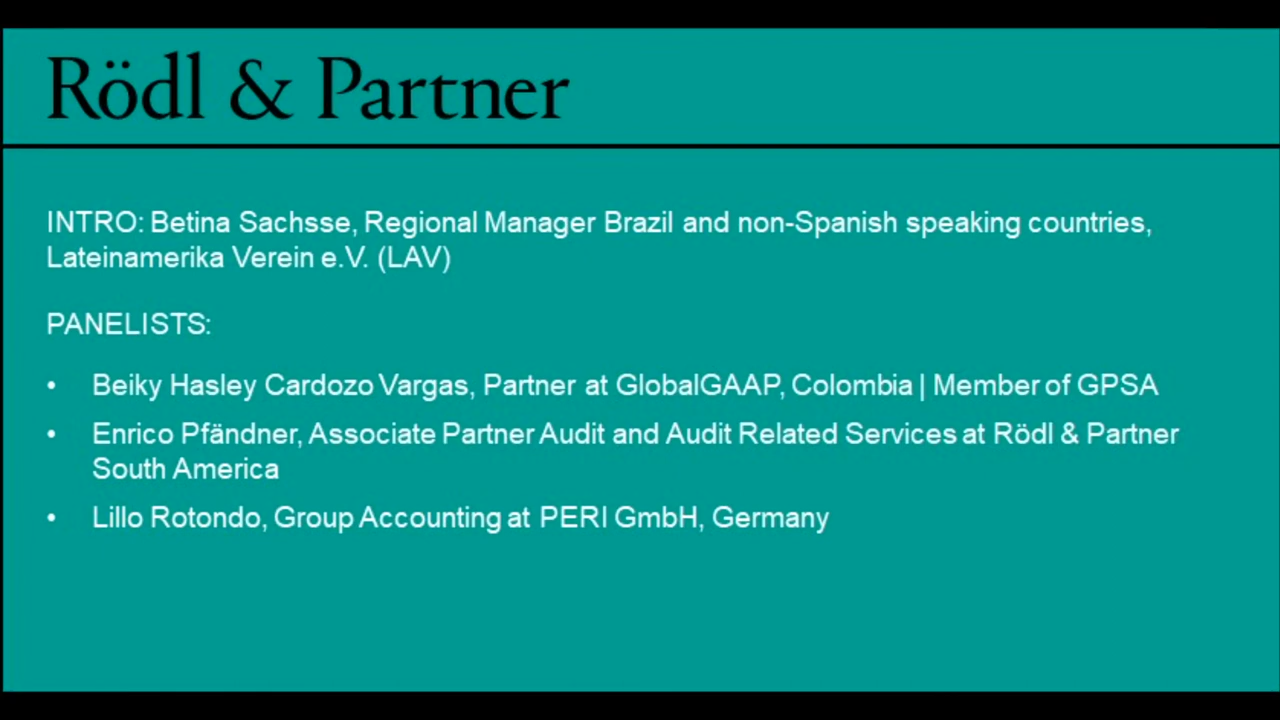 Rödl & Partner
INTRO: Betina Sachsse, Regional Manager Brazil and non-Spanish speaking countries,
Lateinamerika Verein e.V. (LAV)
PANELISTS:
• Beiky Hasley Cardozo Vargas, Partner at GlobalGAAP, Colombia | Member of GPSA
• Enrico Pfändner, Associate Partner Audit and Audit Related Services at Rödl & Partner
South America
• Lillo Rotondo, Group Accounting at PERI GmbH, Germany